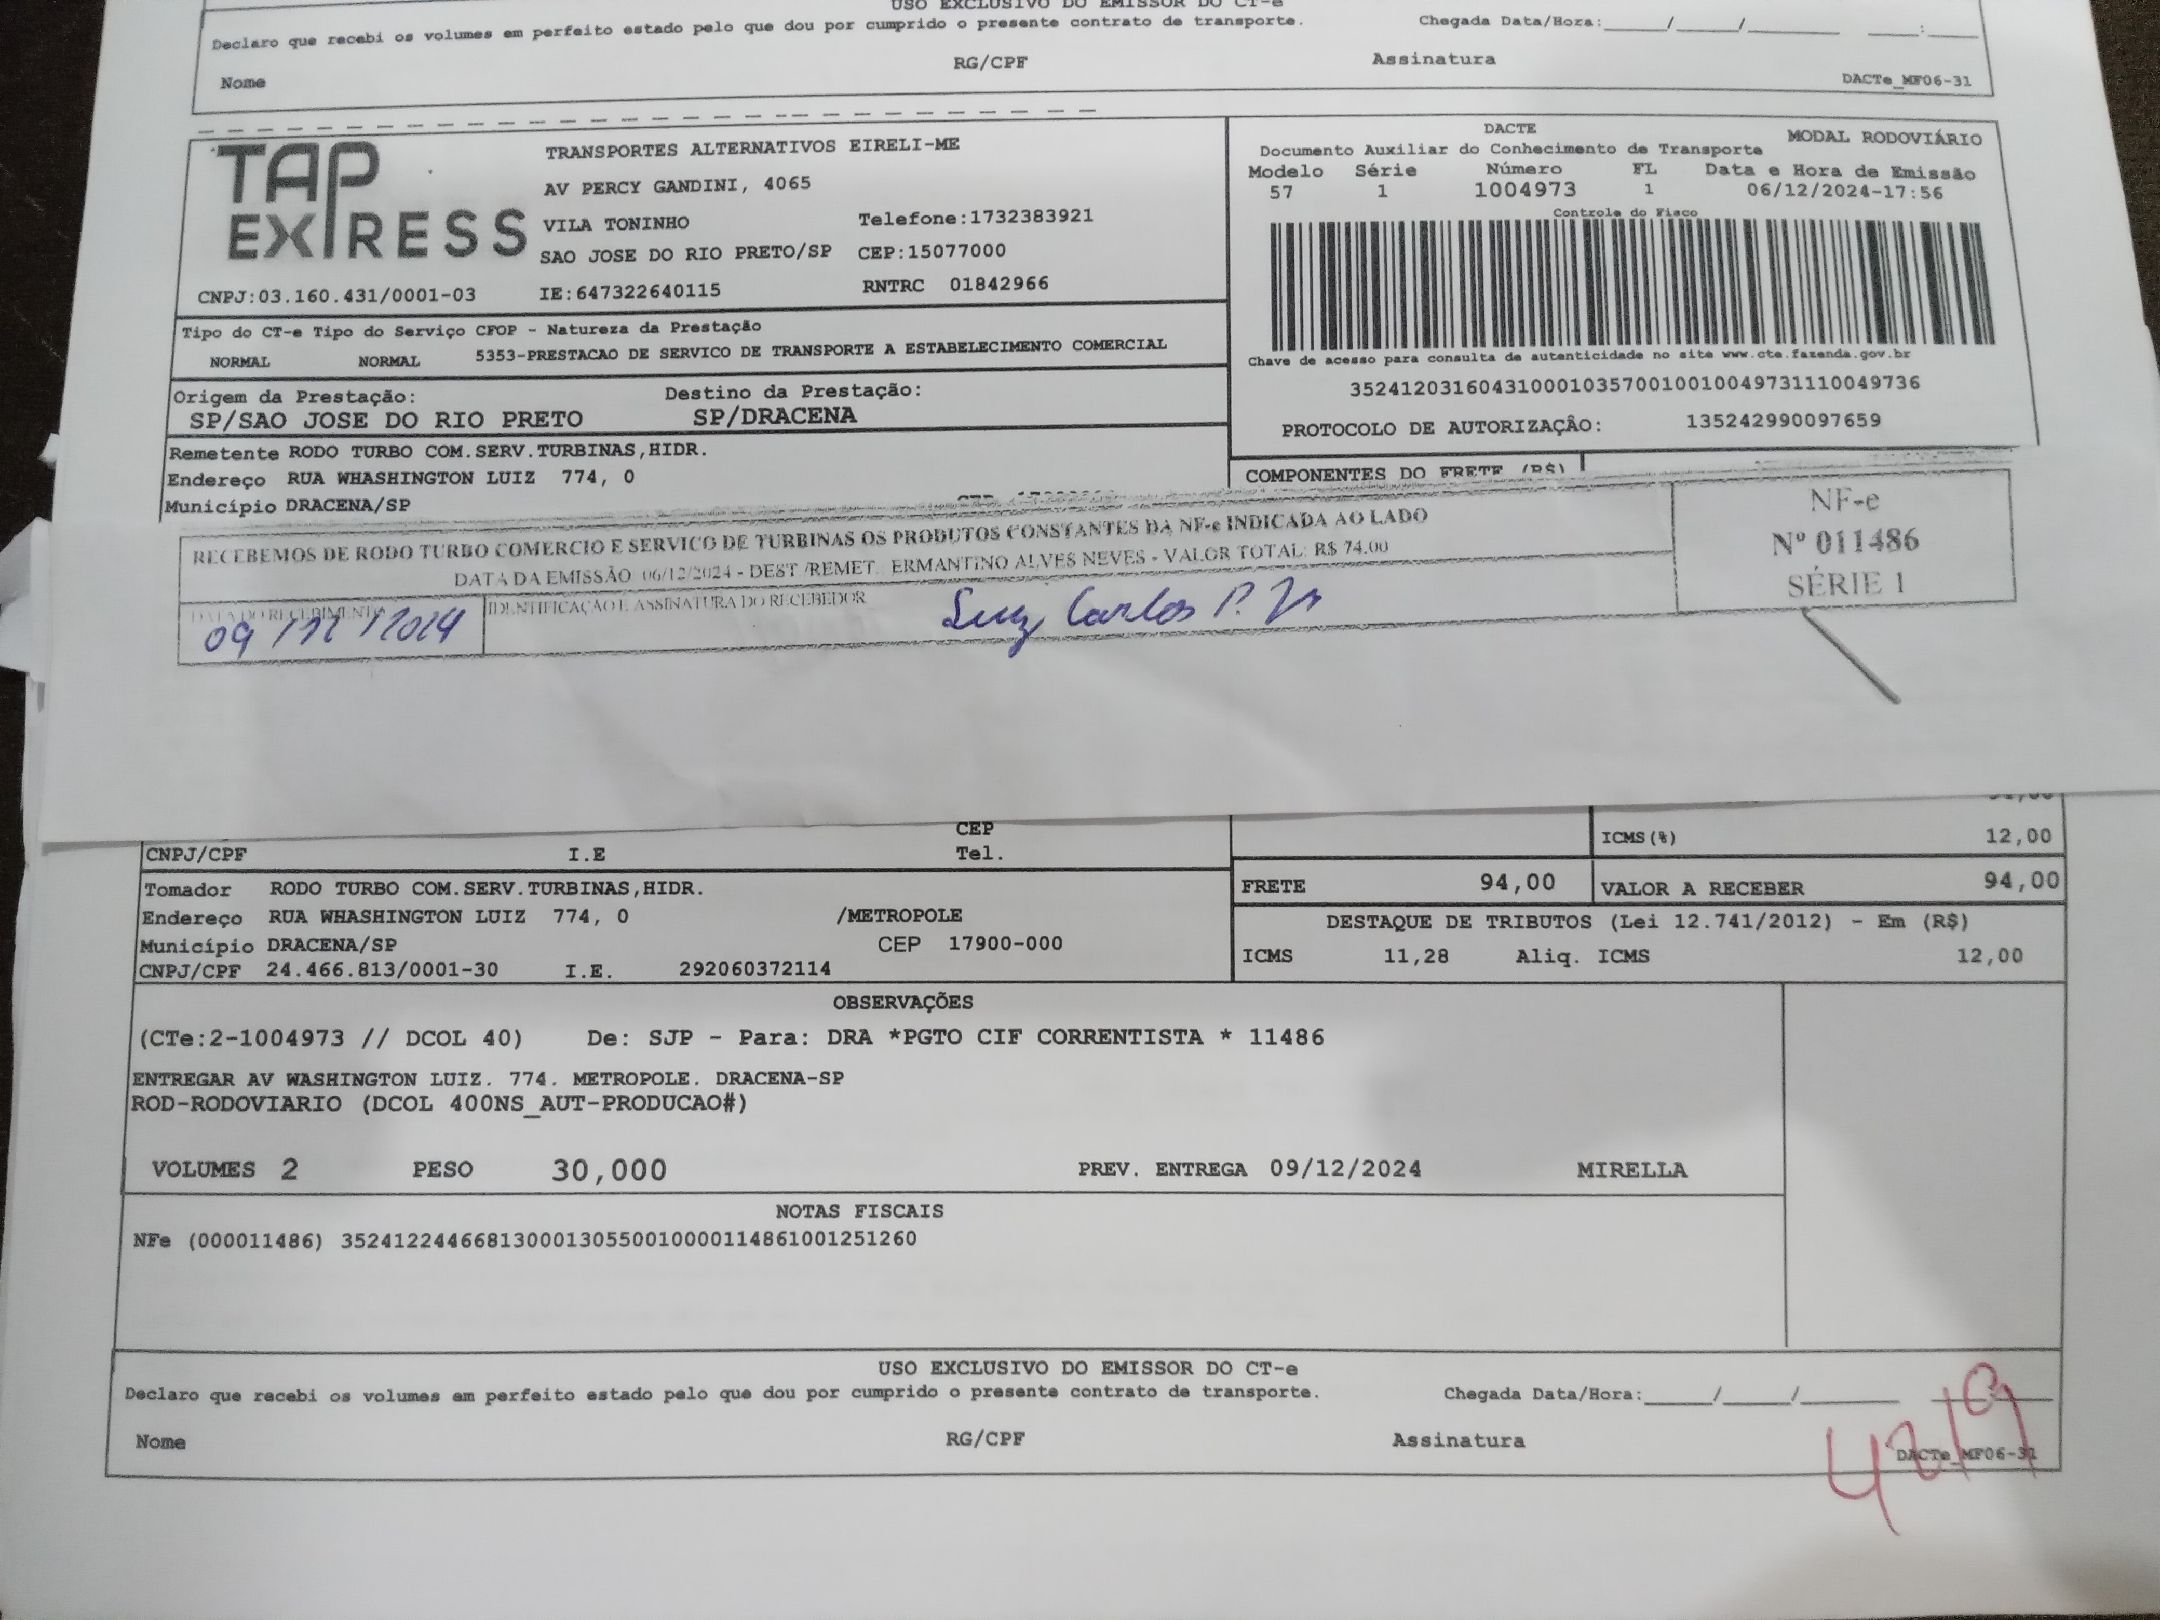 USO EXCLUSIVO DO EMISSOR DO CT-e
Declaro que recebi os volumes em perfeito estado pelo que dou por cumprido o presente contrato de transporte. Chegada Data/Hora:____/____/______ ___:___
Nome RG/CPF Assinatura
DACTe_MF06-31
TAP EXPRESS
TRANSPORTES ALTERNATIVOS EIRELI-ME
AV PERCY GANDINI, 4065
VILA TONINHO Telefone:1732383921
SAO JOSE DO RIO PRETO/SP CEP:15077000
CNPJ:03.160.431/0001-03 IE:647322640115 RNTRC 01842966
DACTE MODAL RODOVIÁRIO
Documento Auxiliar do Conhecimento de Transporte
Modelo Série Número FL Data e Hora de Emissão
57 1 1004973 1 06/12/2024-17:56
Controle do Fisco
Chave de acesso para consulta de autenticidade no site www.cte.fazenda.gov.br
35241203160431000103570010010049731110049736
PROTOCOLO DE AUTORIZAÇÃO: 135242990097659
Tipo do CT-e Tipo do Serviço CFOP - Natureza da Prestação
NORMAL NORMAL 5353-PRESTACAO DE SERVICO DE TRANSPORTE A ESTABELECIMENTO COMERCIAL
Origem da Prestação: Destino da Prestação:
SP/SAO JOSE DO RIO PRETO SP/DRACENA
Remetente RODO TURBO COM.SERV.TURBINAS,HIDR.
Endereço RUA WHASHINGTON LUIZ 774, 0
Município DRACENA/SP
COMPONENTES DO FRETE (R$)
RECEBEMOS DE RODO TURBO COMERCIO E SERVICO DE TURBINAS OS PRODUTOS CONSTANTES DA NF-e INDICADA AO LADO
DATA DA EMISSÃO: 06/12/2024 - DEST./REMET.: ERMANTINO ALVES NEVES - VALOR TOTAL: R$ 74.00
DATA DO RECEBIMENTO IDENTIFICAÇÃO E ASSINATURA DO RECEBEDOR
09/12/2024 Luiz Carlos P.
NF-e
Nº 011486
SÉRIE 1
CEP
CNPJ/CPF I.E Tel.
ICMS(%) 12,00
FRETE 94,00 VALOR A RECEBER 94,00
Tomador RODO TURBO COM.SERV.TURBINAS,HIDR.
Endereço RUA WHASHINGTON LUIZ 774, 0 /METROPOLE
Município DRACENA/SP CEP 17900-000
CNPJ/CPF 24.466.813/0001-30 I.E. 292060372114
DESTAQUE DE TRIBUTOS (Lei 12.741/2012) - Em (R$)
ICMS 11,28 Aliq. ICMS 12,00
OBSERVAÇÕES
(CTe:2-1004973 // DCOL 40) De: SJP - Para: DRA *PGTO CIF CORRENTISTA * 11486
ENTREGAR AV WASHINGTON LUIZ. 774. METROPOLE. DRACENA-SP
ROD-RODOVIARIO (DCOL 400NS_AUT-PRODUCAO#)
VOLUMES 2 PESO 30,000 PREV. ENTREGA 09/12/2024 MIRELLA
NOTAS FISCAIS
NFe (000011486) 35241224466813000130550010000114861001251260
USO EXCLUSIVO DO EMISSOR DO CT-e
Declaro que recebi os volumes em perfeito estado pelo que dou por cumprido o presente contrato de transporte. Chegada Data/Hora:____/____/______
Nome RG/CPF Assinatura
DACTe_MF06-31